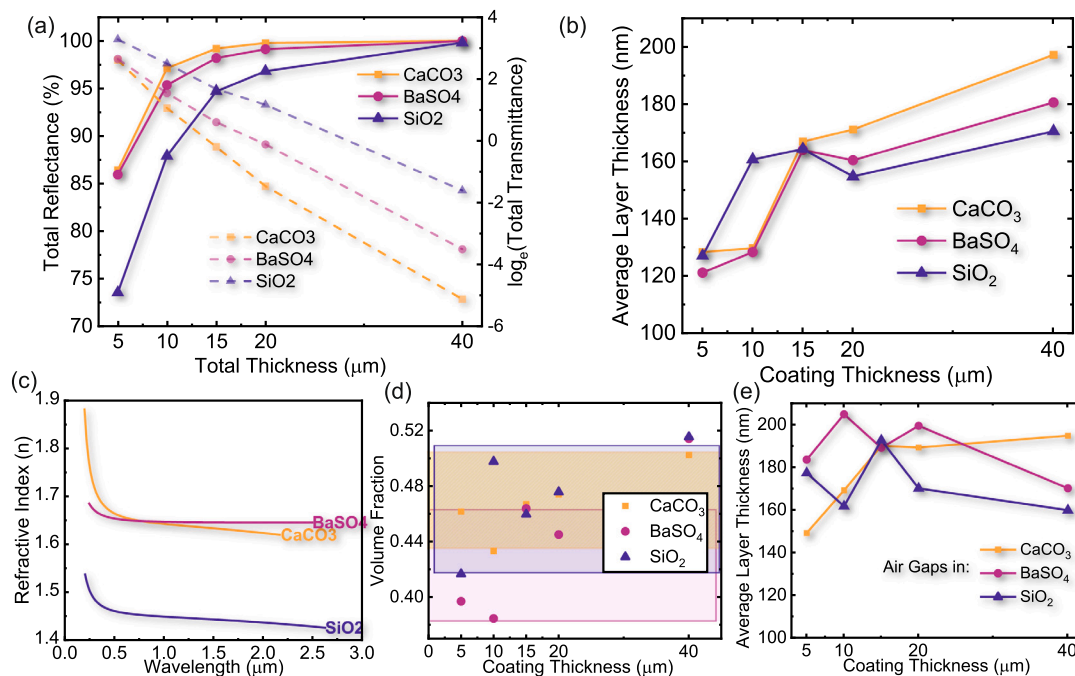 (a)
Total Reflectance (%)
100
95
90
85
80
75
70
CaCO3
BaSO4
SiO2
CaCO3
BaSO4
SiO2
4
2
0
-2
-4
-6
logₑ(Total Transmittance)
5 10 15 20 40
Total Thickness (μm)
(b)
Average Layer Thickness (nm)
200
180
160
140
120
100
CaCO₃
BaSO₄
SiO₂
5 10 15 20 40
Coating Thickness (μm)
(c)
Refractive Index (n)
1.9
1.8
1.7
1.6
1.5
1.4
BaSO4
CaCO3
SiO2
0.0 0.5 1.0 1.5 2.0 2.5 3.0
Wavelength (μm)
(d)
Volume Fraction
0.52
0.48
0.44
0.40
CaCO₃
BaSO₄
SiO₂
0 5 10 15 20 40
Coating Thickness (μm)
(e)
Average Layer Thickness (nm)
200
180
160
140
120
100
Air Gaps in:
CaCO₃
BaSO₄
SiO₂
5 10 15 20 40
Coating Thickness (μm)